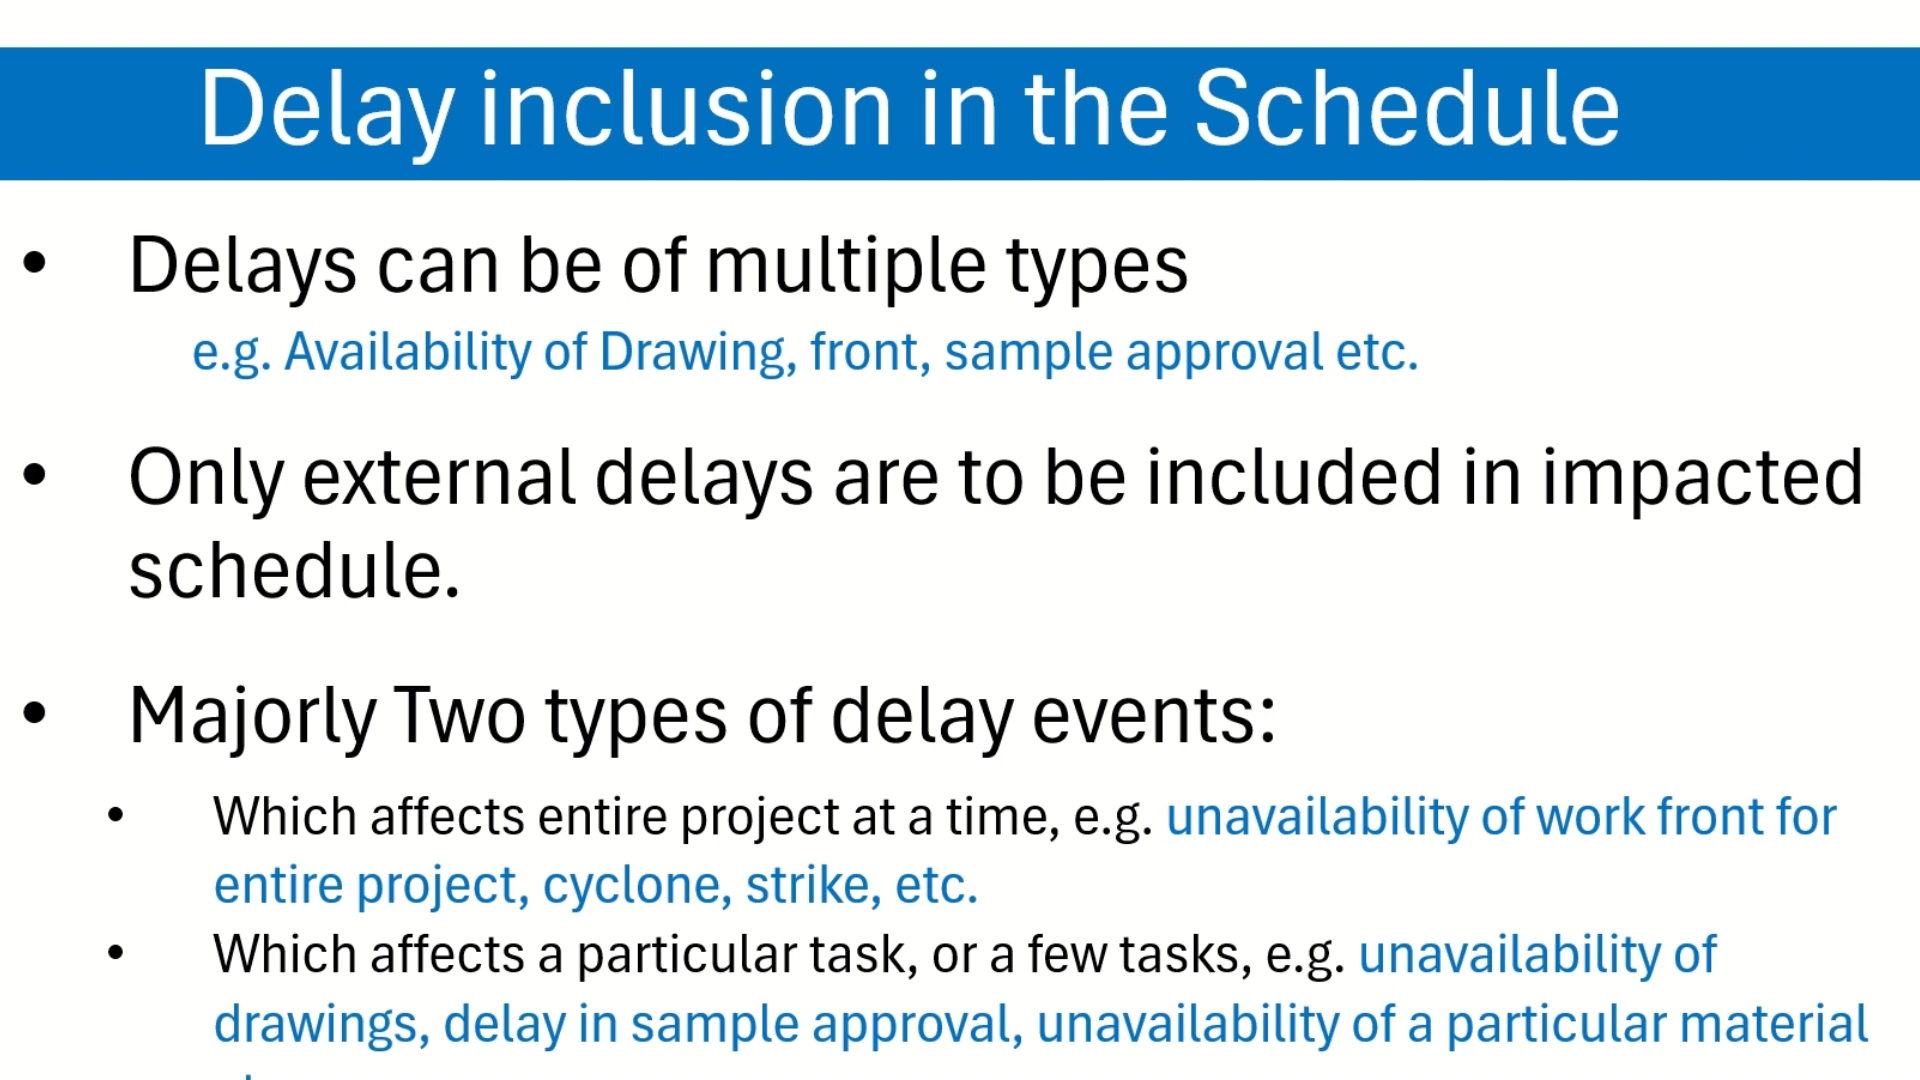 Delay inclusion in the Schedule
• Delays can be of multiple types
e.g. Availability of Drawing, front, sample approval etc.
• Only external delays are to be included in impacted
schedule.
• Majorly Two types of delay events:
• Which affects entire project at a time, e.g. unavailability of work front for
entire project, cyclone, strike, etc.
• Which affects a particular task, or a few tasks, e.g. unavailability of
drawings, delay in sample approval, unavailability of a particular material